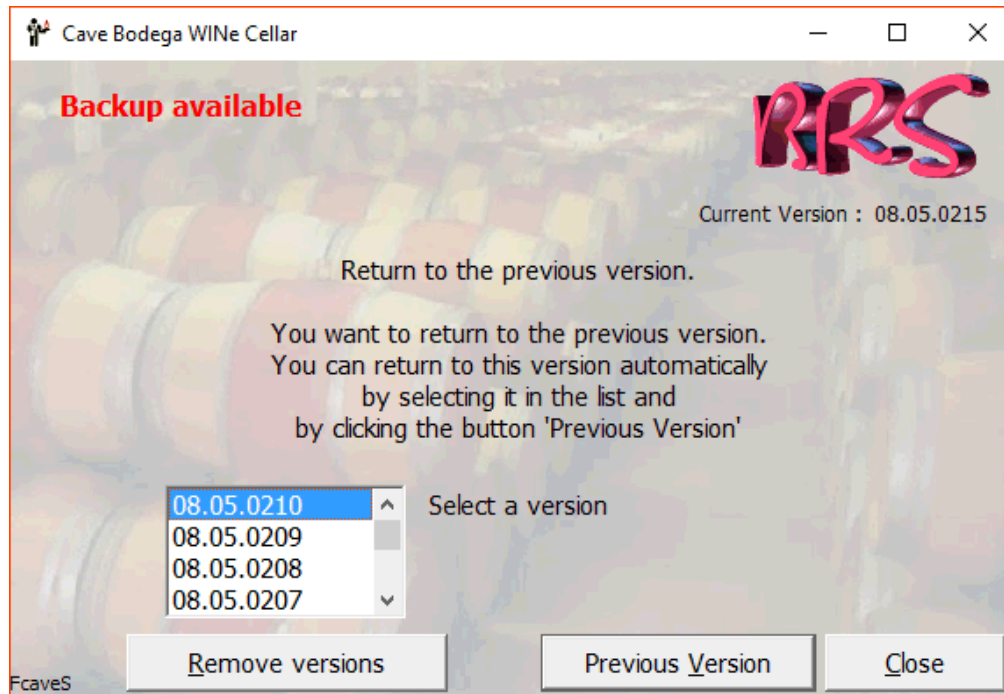 Cave Bodega WINe Cellar
Backup available
RRS
Current Version : 08.05.0215
Return to the previous version.
You want to return to the previous version.
You can return to this version automatically
by selecting it in the list and
by clicking the button 'Previous Version'
08.05.0210
Select a version
08.05.0209
08.05.0208
08.05.0207
Remove versions
Previous Version
Close
FcaveS